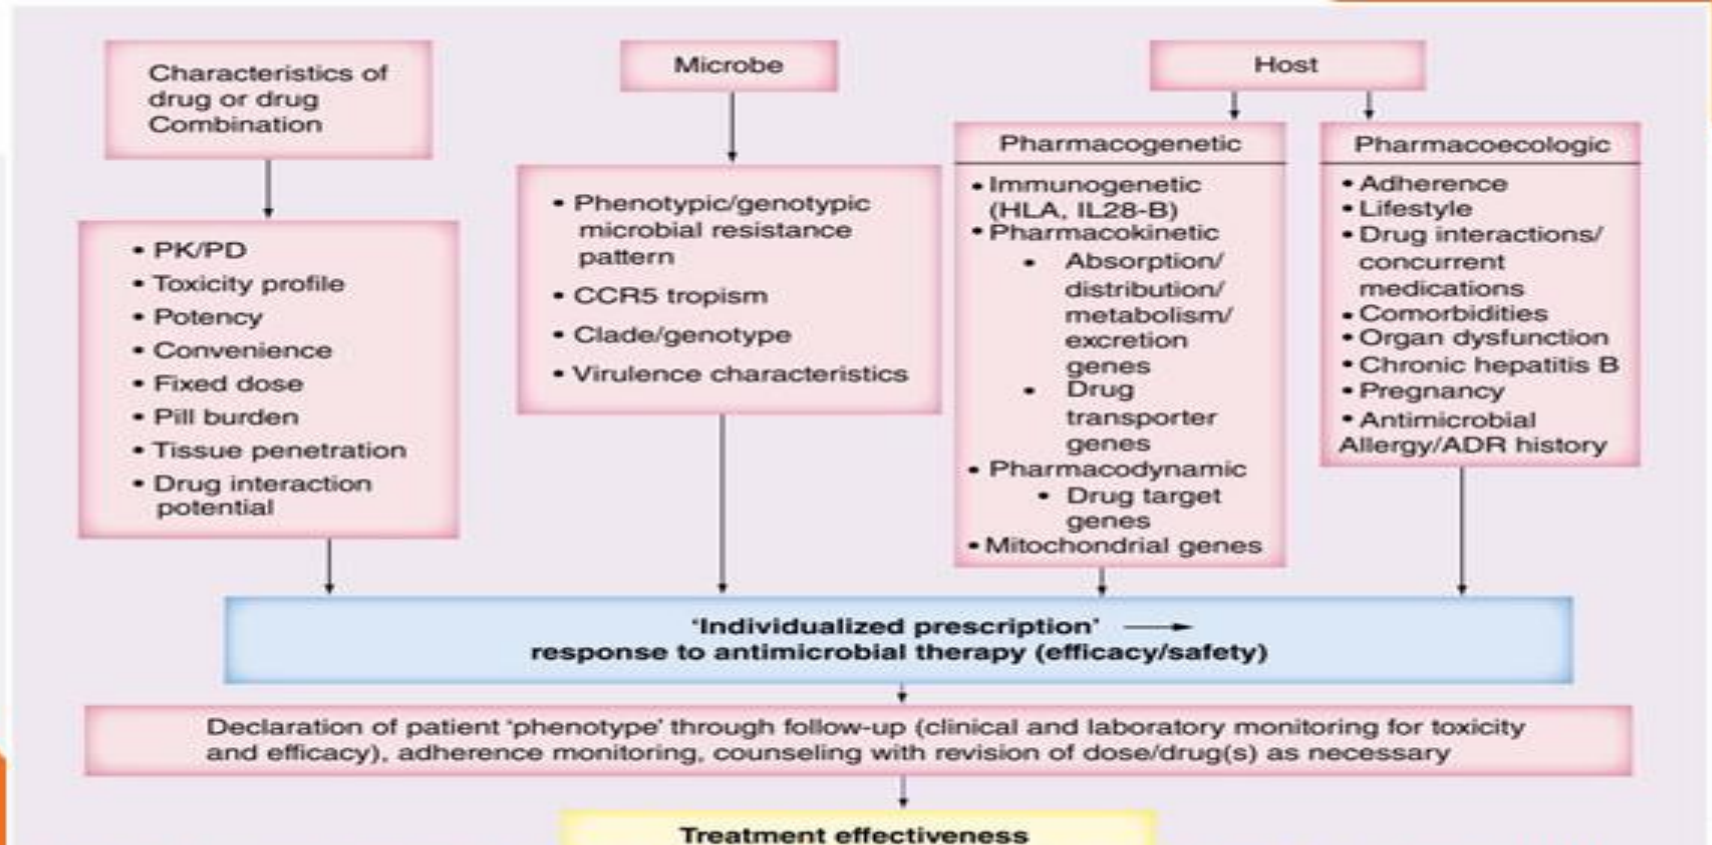 Characteristics of
drug or drug
Combination
• PK/PD
• Toxicity profile
• Potency
• Convenience
• Fixed dose
• Pill burden
• Tissue penetration
• Drug interaction
potential
Microbe
• Phenotypic/genotypic
microbial resistance
pattern
• CCR5 tropism
• Clade/genotype
• Virulence characteristics
Host
Pharmacogenetic
• Immunogenetic
(HLA, IL28-B)
• Pharmacokinetic
• Absorption/
distribution/
metabolism/
excretion
genes
• Drug
transporter
genes
• Pharmacodynamic
• Drug target
genes
• Mitochondrial genes
Pharmacoecologic
• Adherence
• Lifestyle
• Drug interactions/
concurrent
medications
• Comorbidities
• Organ dysfunction
• Chronic hepatitis B
• Pregnancy
• Antimicrobial
Allergy/ADR history
‘Individualized prescription’ →
response to antimicrobial therapy (efficacy/safety)
Declaration of patient ‘phenotype’ through follow-up (clinical and laboratory monitoring for toxicity
and efficacy), adherence monitoring, counseling with revision of dose/drug(s) as necessary
Treatment effectiveness